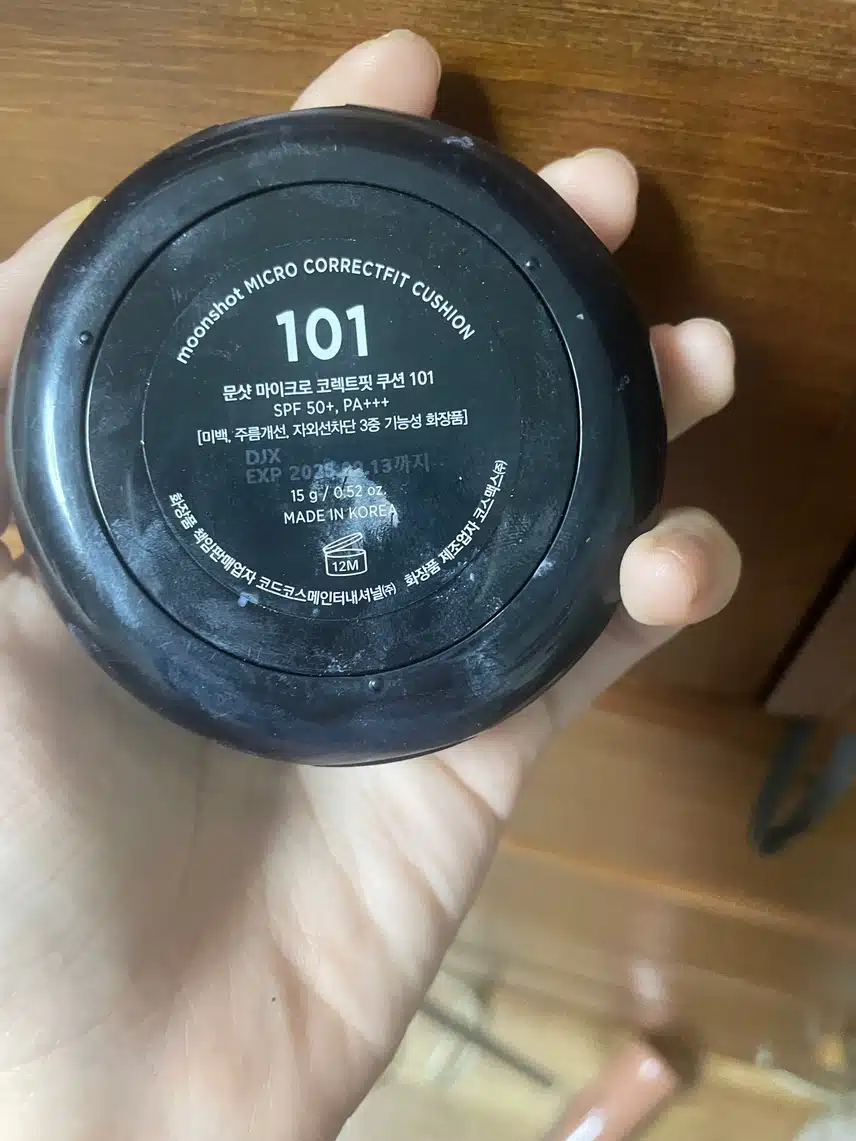 moonshot MICRO CORRECTFIT CUSHION
101
문샷 마이크로 코렉트핏 쿠션 101
SPF 50+, PA+++
[미백, 주름개선, 자외선차단 3중 기능성 화장품]
DJX
EXP
15 g / 0.52 oz.
MADE IN KOREA
12M
화장품 책임판매업자 코드코스메인터내셔널㈜ 화장품 제조업자 코스맥스㈜